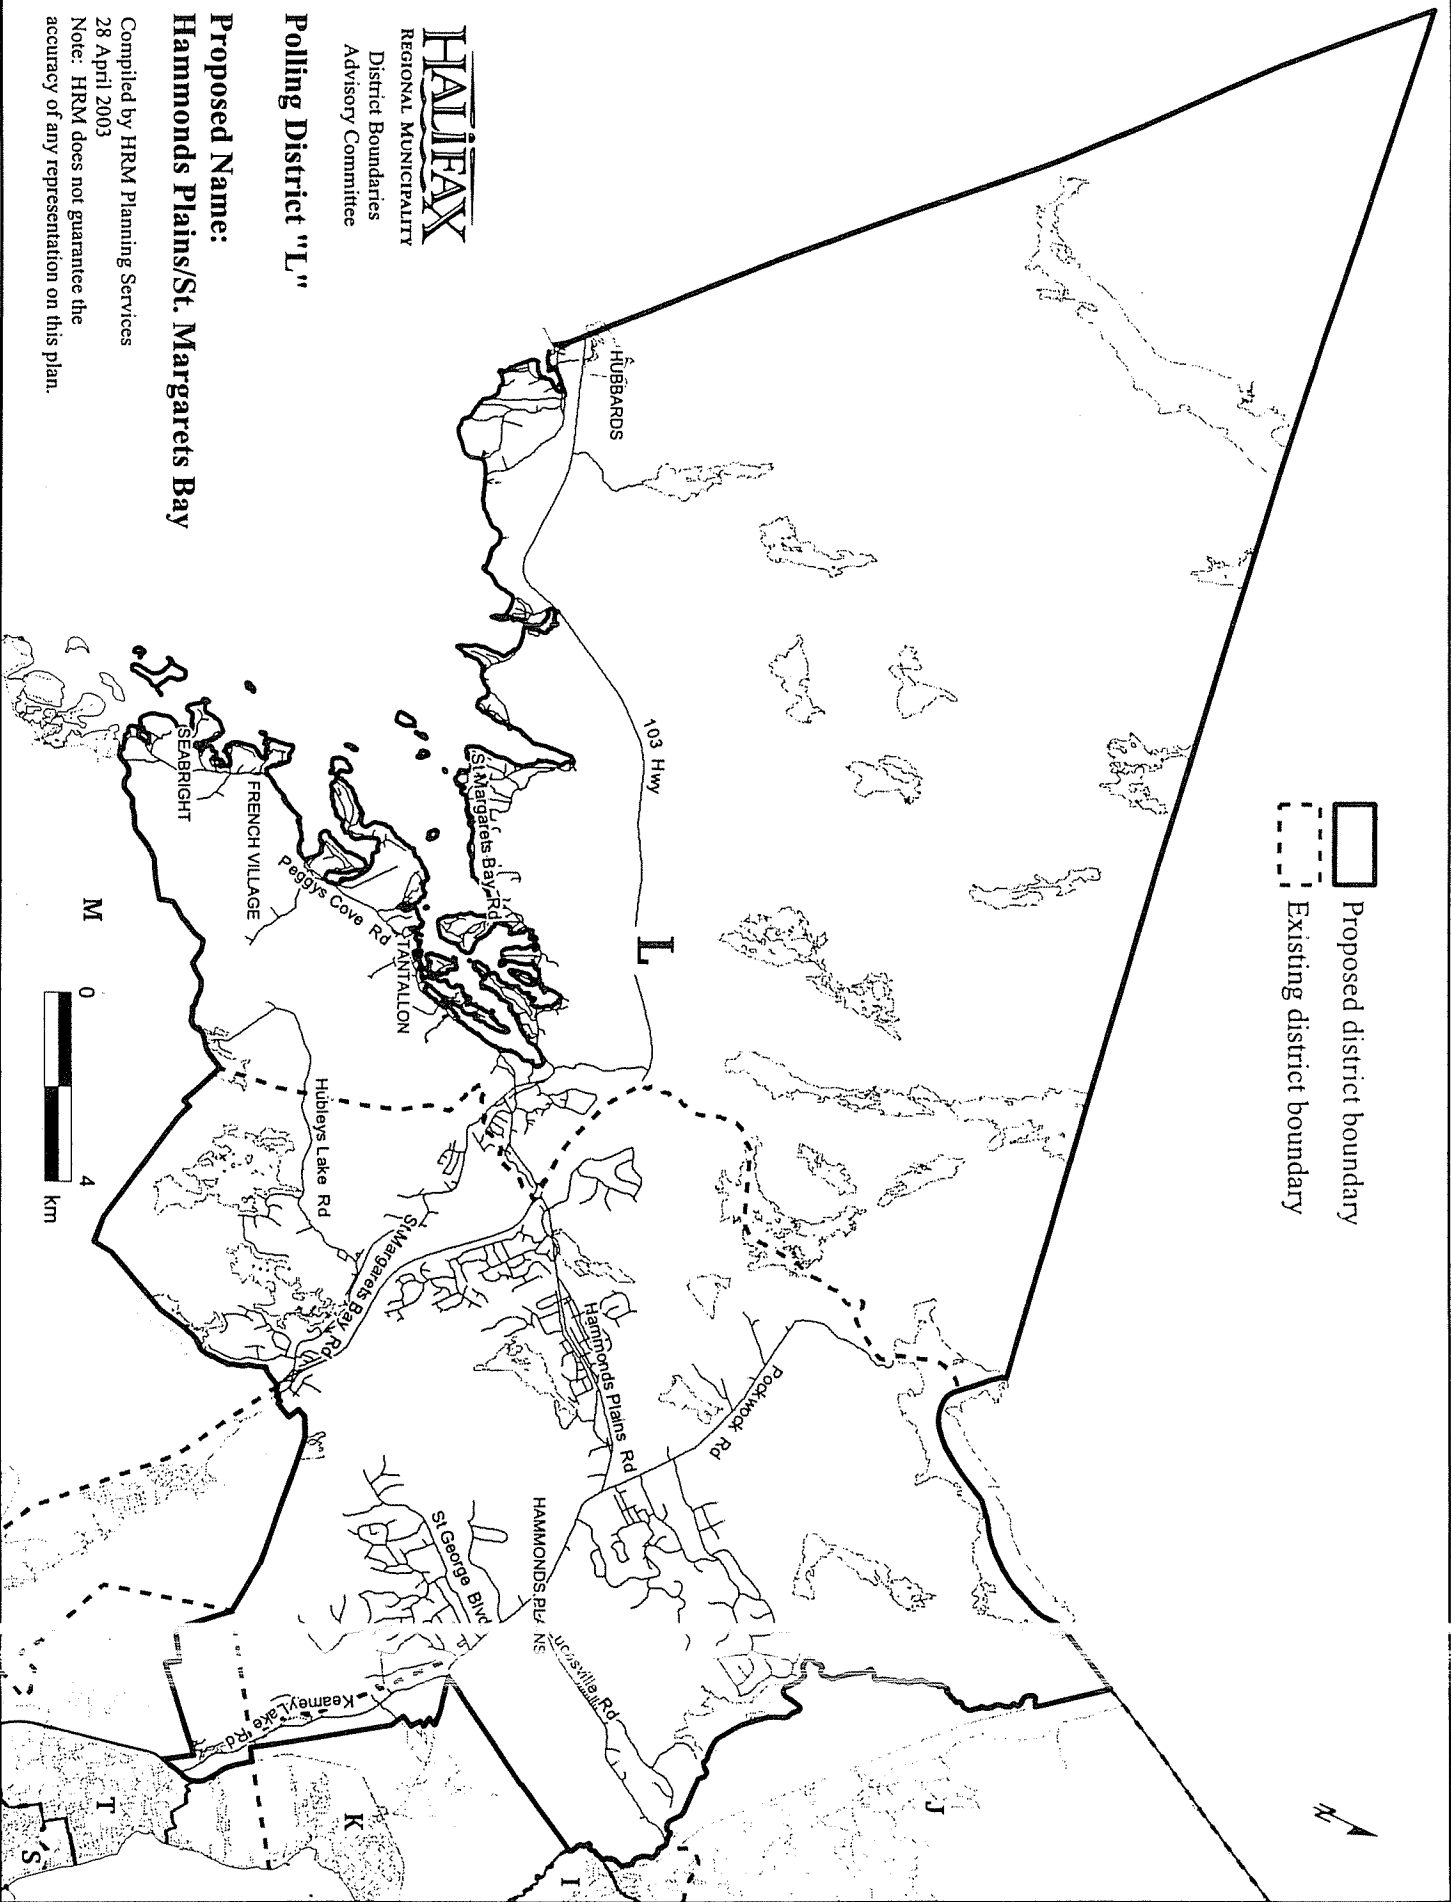 Proposed district boundary
Existing district boundary
HALIFAX
REGIONAL MUNICIPALITY
District Boundaries
Advisory Committee
Polling District "L"
Proposed Name:
Hammonds Plains/St. Margarets Bay
Compiled by HRM Planning Services
28 April 2003
Note: HRM does not guarantee the
accuracy of any representation on this plan.
HUBBARDS
103 Hwy
L
St Margarets Bay Rd
SEABRIGHT
FRENCH VILLAGE
Peggys Cove Rd
TANTALLON
M
0 4 km
Hubleys Lake Rd
St Margarets Bay Rd
Hammonds Plains Rd
Pockwock Rd
HAMMONDS PLAINS
St George Blvd
Rd
Kearney Lake Rd
N
J
K
I
T
S